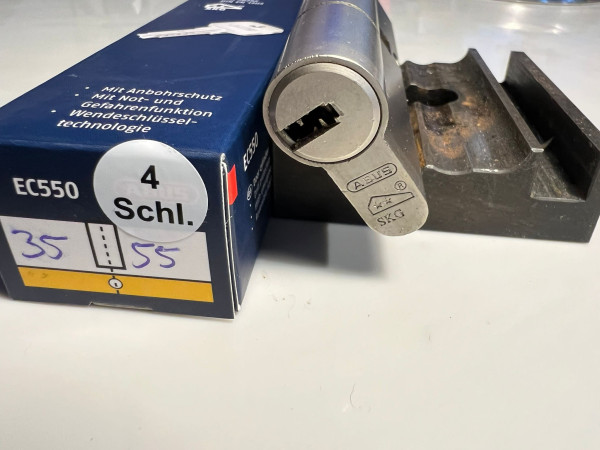 • Mit Anbohrschutz
• Mit Not- und
Gefahrenfunktion
• Wendeschlüssel-
technologie
EC550
4
Schl.
EC550
35
55
ABUS
®
**
SKG